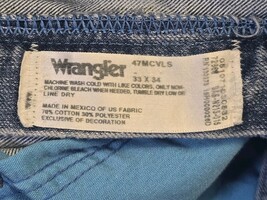 Wrangler
47MCVLS
33 X 34
MACHINE WASH COLD WITH LIKE COLORS, ONLY NON-
CHLORINE BLEACH WHEN NEEDED, TUMBLE DRY LOW OR
LINE DRY
MADE IN MEXICO OF US FABRIC
70% COTTON 30% POLYESTER
EXCLUSIVE OF DECORATION